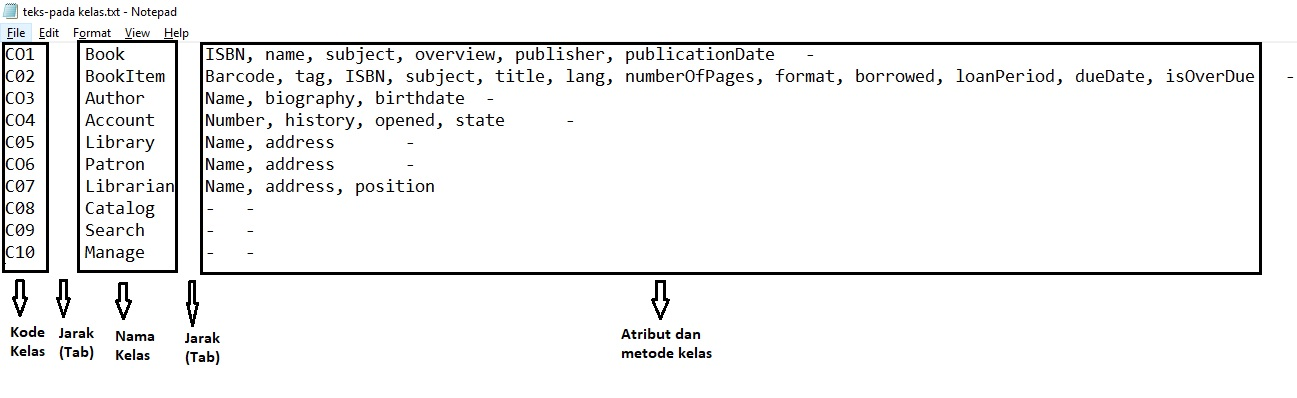 teks-pada kelas.txt - Notepad
File Edit Format View Help
CO1 Book ISBN, name, subject, overview, publisher, publicationDate -
C02 BookItem Barcode, tag, ISBN, subject, title, lang, numberOfPages, format, borrowed, loanPeriod, dueDate, isOverDue -
CO3 Author Name, biography, birthdate -
CO4 Account Number, history, opened, state -
C05 Library Name, address -
CO6 Patron Name, address -
C07 Librarian Name, address, position
C08 Catalog - -
C09 Search - -
C10 Manage - -
Kode Kelas
Jarak (Tab)
Nama Kelas
Jarak (Tab)
Atribut dan metode kelas